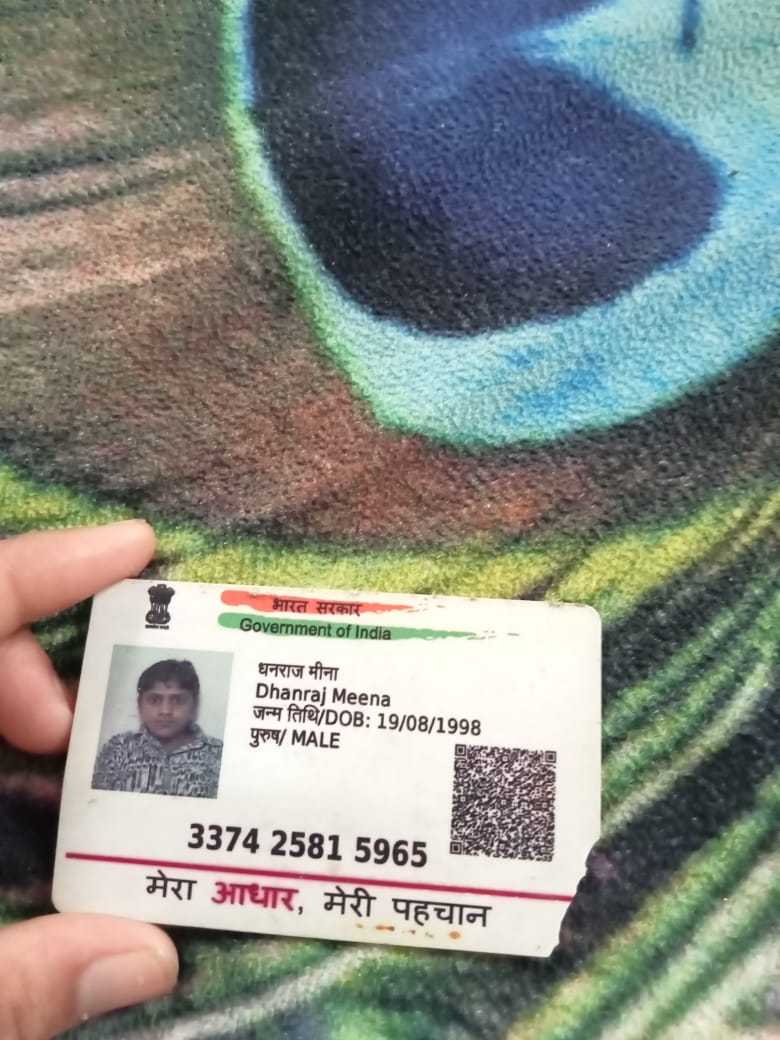 भारत सरकार
Government of India
धनराज मीना
Dhanraj Meena
जन्म तिथि/DOB: 19/08/1998
पुरुष/ MALE
3374 2581 5965
मेरा आधार, मेरी पहचान